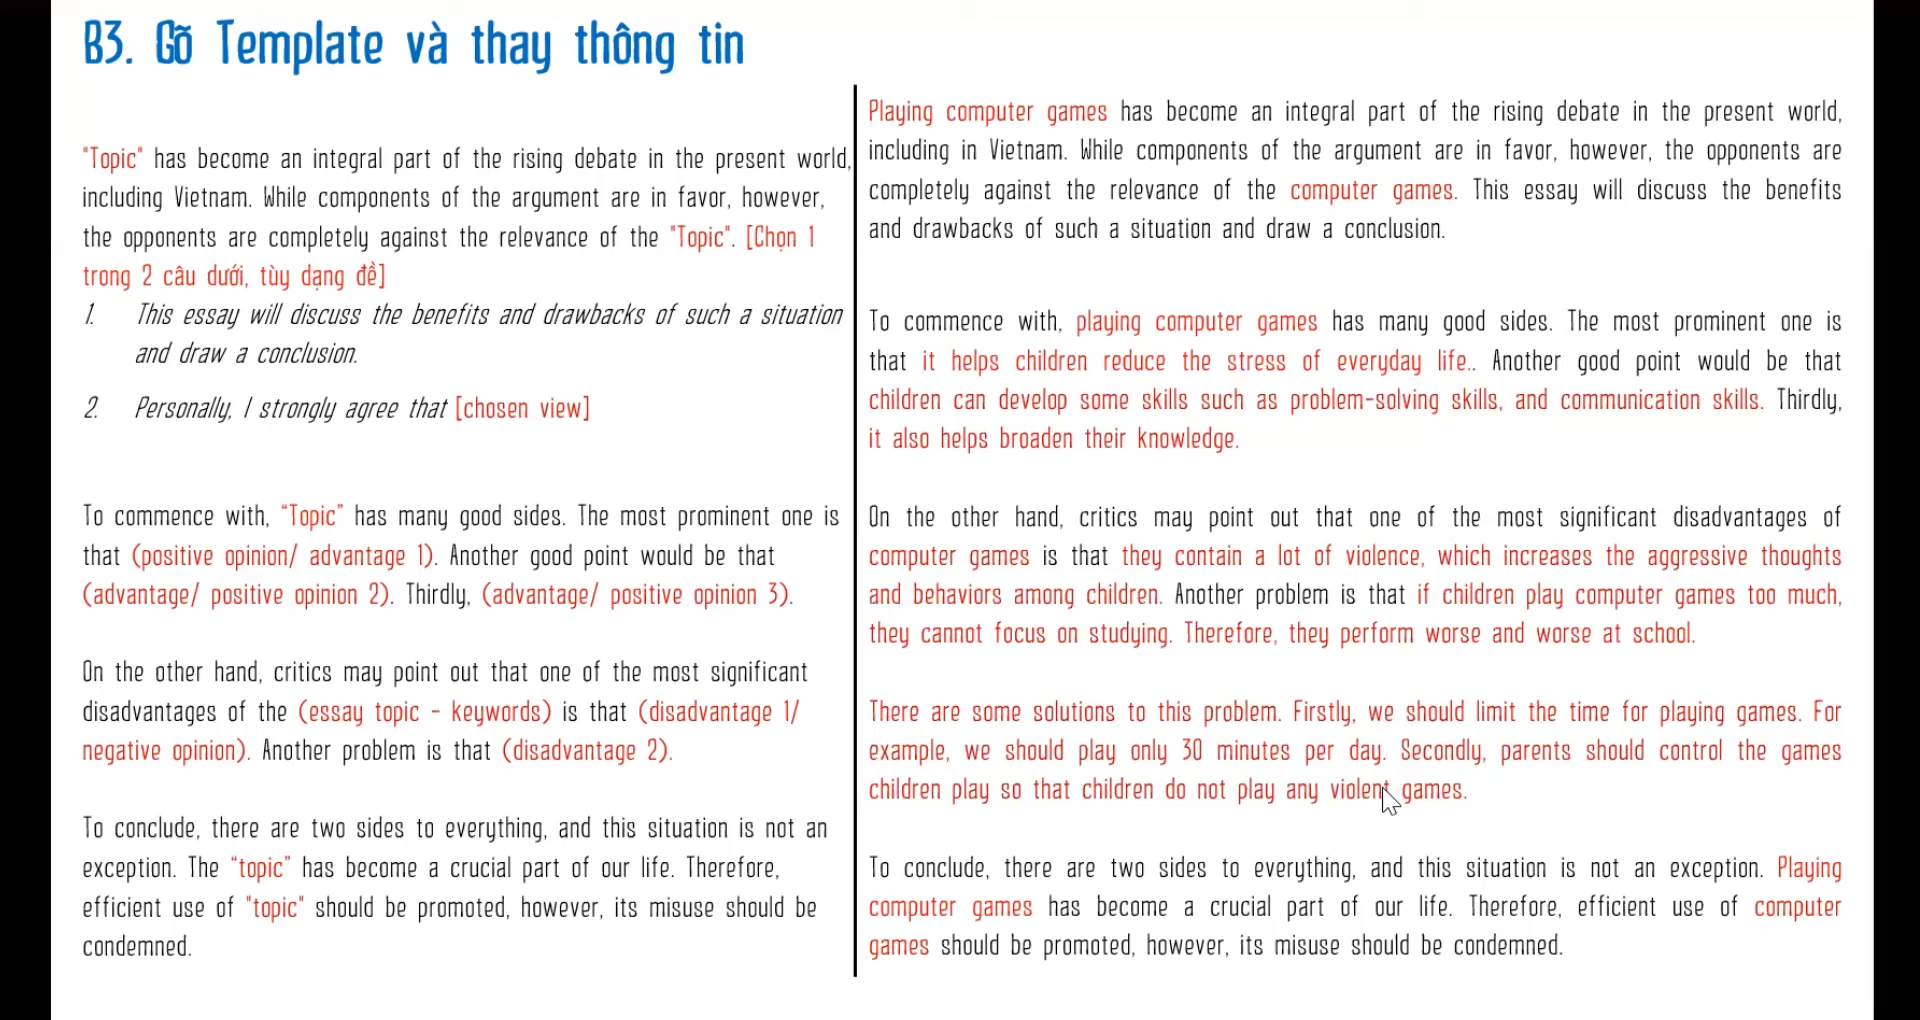 B3. Gõ Template và thay thông tin
"Topic" has become an integral part of the rising debate in the present world,
including Vietnam. While components of the argument are in favor, however,
the opponents are completely against the relevance of the "Topic". [Chọn 1
trong 2 câu dưới, tùy dạng đề]
1. This essay will discuss the benefits and drawbacks of such a situation
and draw a conclusion.
2. Personally, I strongly agree that [chosen view]
To commence with, “Topic” has many good sides. The most prominent one is
that (positive opinion/ advantage 1). Another good point would be that
(advantage/ positive opinion 2). Thirdly, (advantage/ positive opinion 3).
On the other hand, critics may point out that one of the most significant
disadvantages of the (essay topic - keywords) is that (disadvantage 1/
negative opinion). Another problem is that (disadvantage 2).
To conclude, there are two sides to everything, and this situation is not an
exception. The “topic” has become a crucial part of our life. Therefore,
efficient use of "topic" should be promoted, however, its misuse should be
condemned.
Playing computer games has become an integral part of the rising debate in the present world,
including in Vietnam. While components of the argument are in favor, however, the opponents are
completely against the relevance of the computer games. This essay will discuss the benefits
and drawbacks of such a situation and draw a conclusion.
To commence with, playing computer games has many good sides. The most prominent one is
that it helps children reduce the stress of everyday life.. Another good point would be that
children can develop some skills such as problem-solving skills, and communication skills. Thirdly,
it also helps broaden their knowledge.
On the other hand, critics may point out that one of the most significant disadvantages of
computer games is that they contain a lot of violence, which increases the aggressive thoughts
and behaviors among children. Another problem is that if children play computer games too much,
they cannot focus on studying. Therefore, they perform worse and worse at school.
There are some solutions to this problem. Firstly, we should limit the time for playing games. For
example, we should play only 30 minutes per day. Secondly, parents should control the games
children play so that children do not play any violent games.
To conclude, there are two sides to everything, and this situation is not an exception. Playing
computer games has become a crucial part of our life. Therefore, efficient use of computer
games should be promoted, however, its misuse should be condemned.